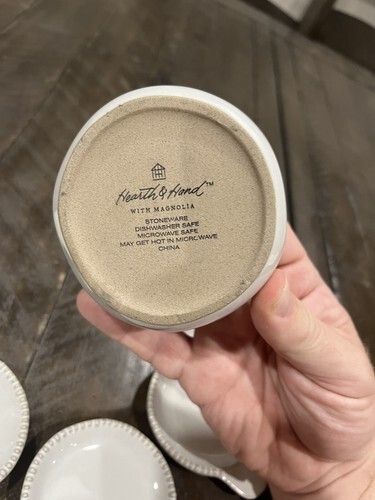 Hearth & Hand™
WITH MAGNOLIA
STONEWARE
DISHWASHER SAFE
MICROWAVE SAFE
MAY GET HOT IN MICROWAVE
CHINA